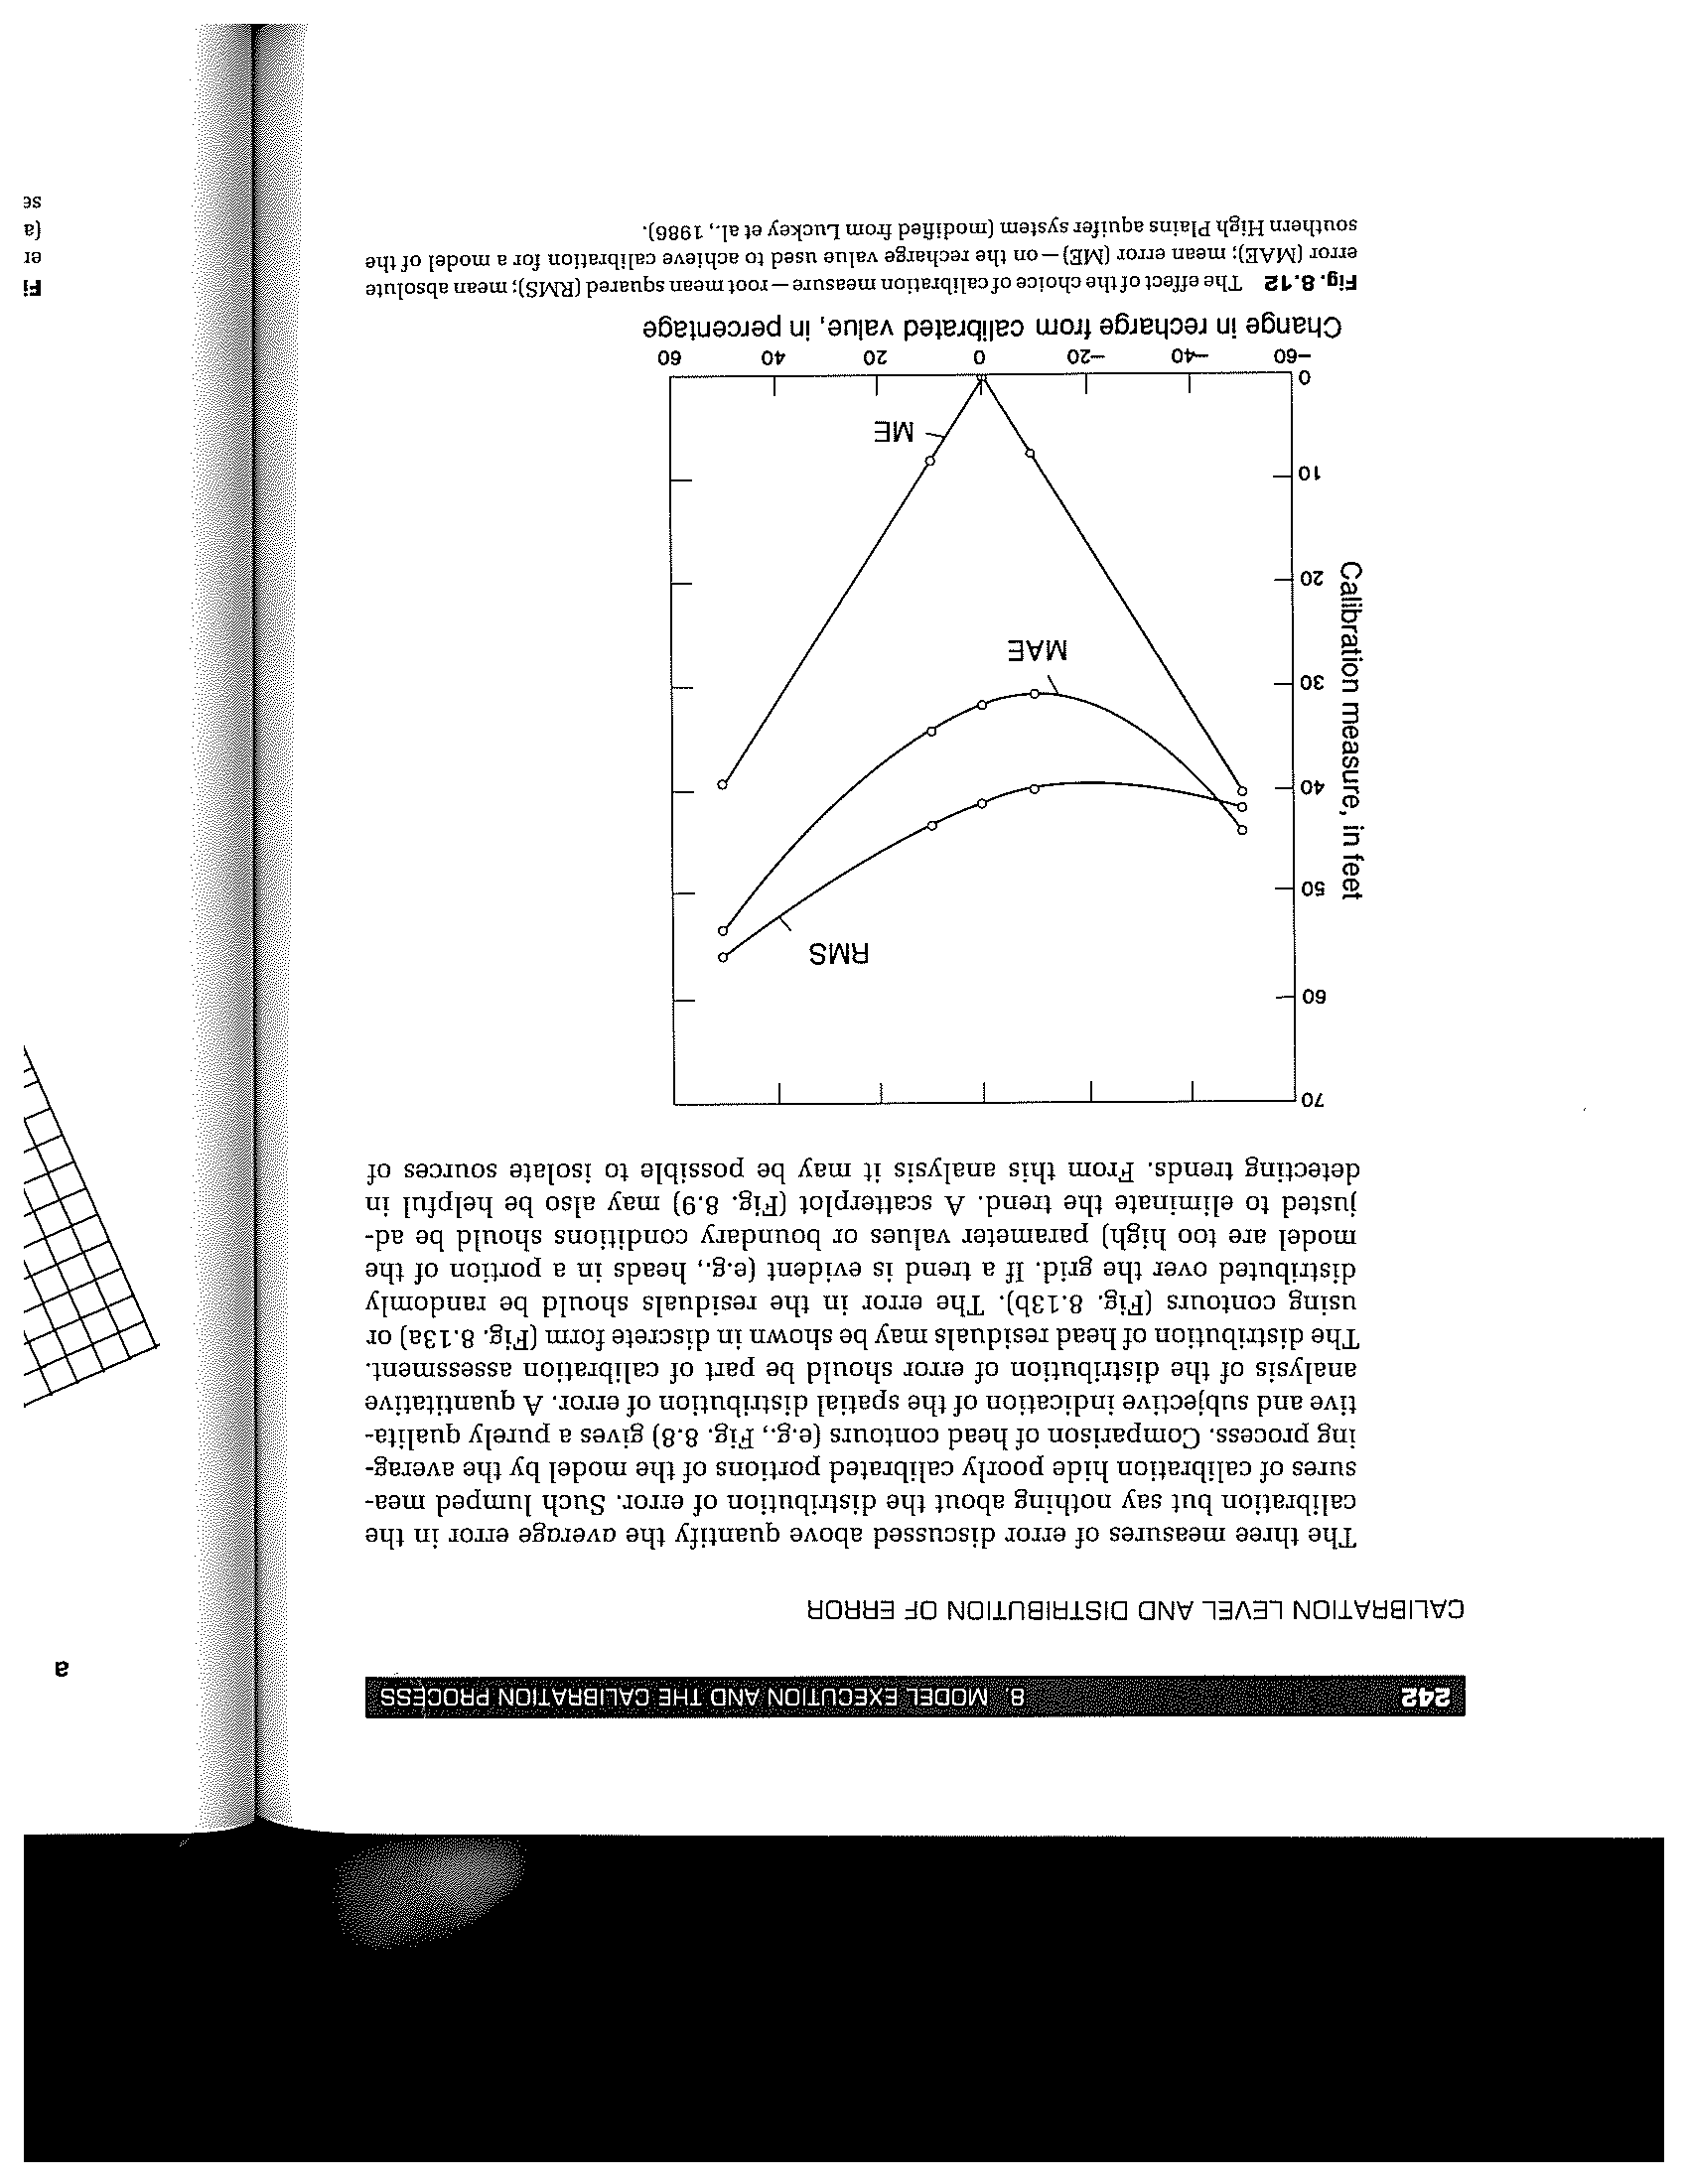 242 8. MODEL EXECUTION AND THE CALIBRATION PROCESS
CALIBRATION LEVEL AND DISTRIBUTION OF ERROR
The three measures of error discussed above quantify the average error in the
calibration but say nothing about the distribution of error. Such lumped mea-
sures of calibration hide poorly calibrated portions of the model by the averag-
ing process. Comparison of head contours (e.g., Fig. 8.8) gives a purely qualita-
tive and subjective indication of the spatial distribution of error. A quantitative
analysis of the distribution of error should be part of calibration assessment.
The distribution of head residuals may be shown in discrete form (Fig. 8.13a) or
using contours (Fig. 8.13b). The error in the residuals should be randomly
distributed over the grid. If a trend is evident (e.g., heads in a portion of the
model are too high) parameter values or boundary conditions should be ad-
justed to eliminate the trend. A scatterplot (Fig. 8.9) may also be helpful in
detecting trends. From this analysis it may be possible to isolate sources of
70
60
50
40
30
20
10
0
Calibration measure, in feet
RMS
MAE
ME
-60 -40 -20 0 20 40 60
Change in recharge from calibrated value, in percentage
Fig. 8.12 The effect of the choice of calibration measure—root mean squared (RMS); mean absolute
error (MAE); mean error (ME)—on the recharge value used to achieve calibration for a model of the
southern High Plains aquifer system (modified from Luckey et al., 1986).
a
Fi
er
(a
se